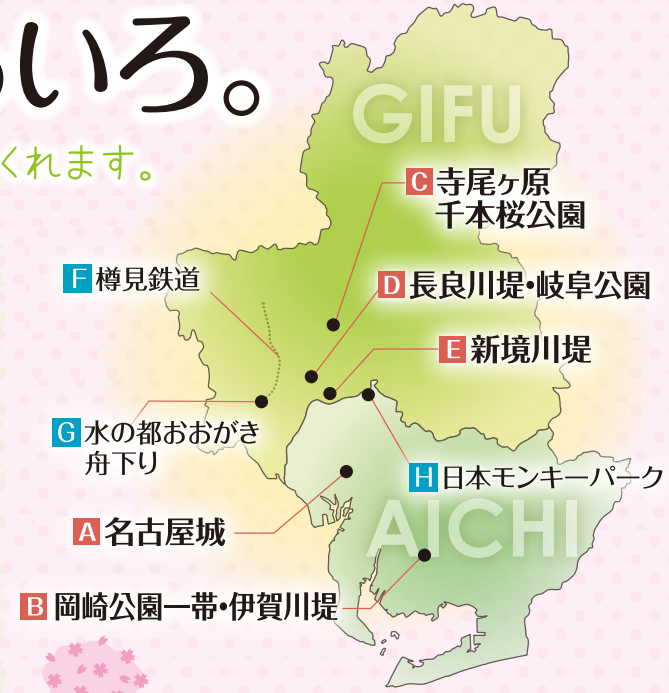 いろ。
くれます。
GIFU
C 寺尾ヶ原
千本桜公園
F 樽見鉄道
D 長良川堤・岐阜公園
E 新境川堤
G 水の都おおがき
舟下り
H 日本モンキーパーク
A 名古屋城
AICHI
B 岡崎公園一帯・伊賀川堤